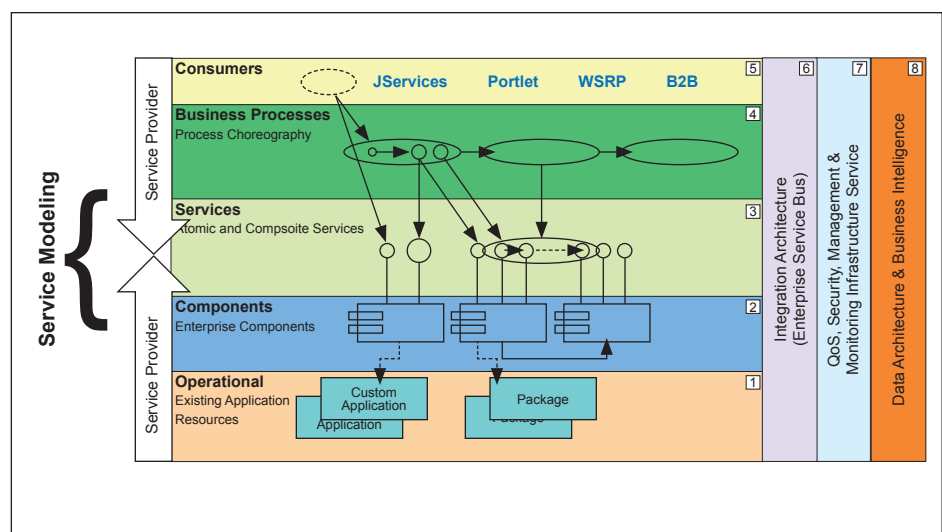 Service Modeling
Service Provider
Service Provider
Consumers
5
JServices
Portlet
WSRP
B2B
Business Processes
4
Process Choreography
Services
3
Atomic and Compsoite Services
Components
2
Enterprise Components
Operational
1
Existing Application
Resources
Custom
Application
Application
Package
Package
6
Integration Architecture
(Enterprise Service Bus)
7
QoS, Security, Management &
Monitoring Infrastructure Service
8
Data Architecture & Business Intelligence